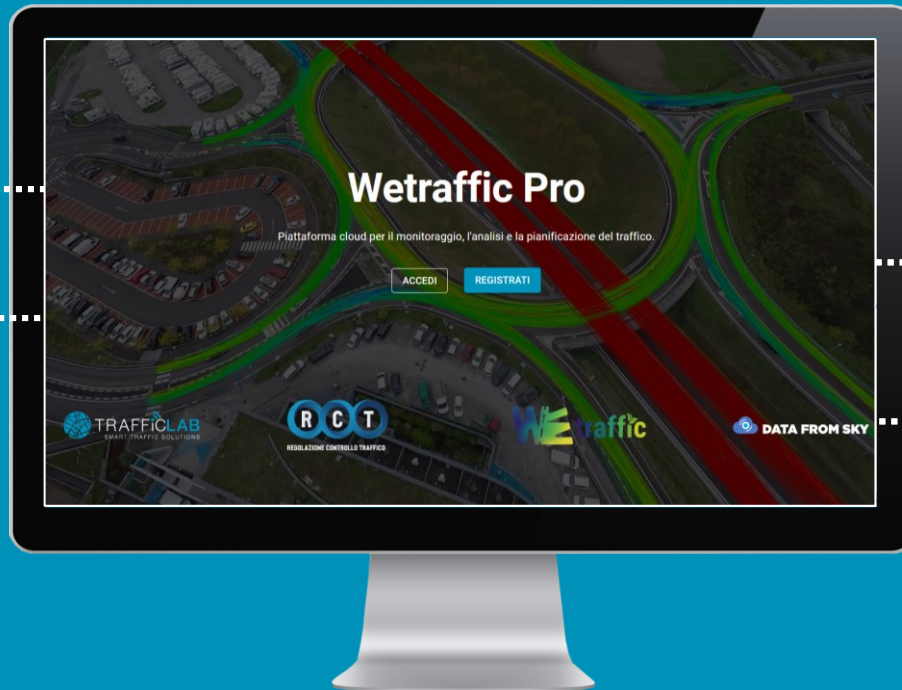 Wetraffic Pro
Piattaforma cloud per il monitoraggio, l'analisi e la pianificazione del traffico.
ACCEDI
REGISTRATI
TRAFFICLAB
SMART TRAFFIC SOLUTIONS
RCT
REGOLAZIONE CONTROLLO TRAFFICO
WEtraffic
DATA FROM SKY